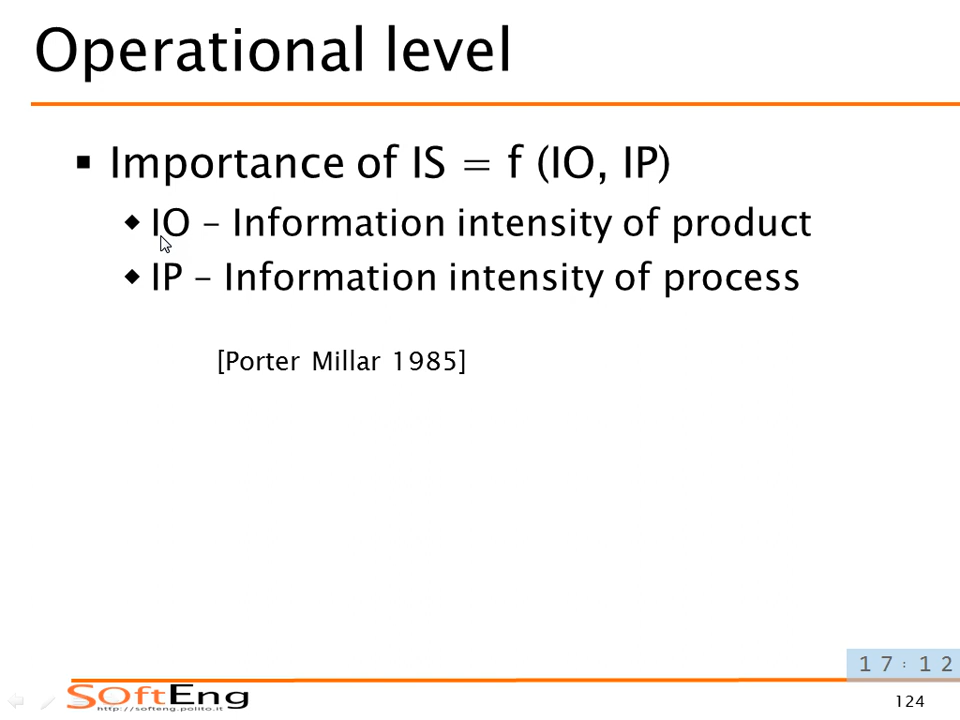 Operational level
▪ Importance of IS = f (IO, IP)
◆ IO – Information intensity of product
◆ IP – Information intensity of process
[Porter Millar 1985]
17:12
SOftEng
http://softeng.polito.it
124